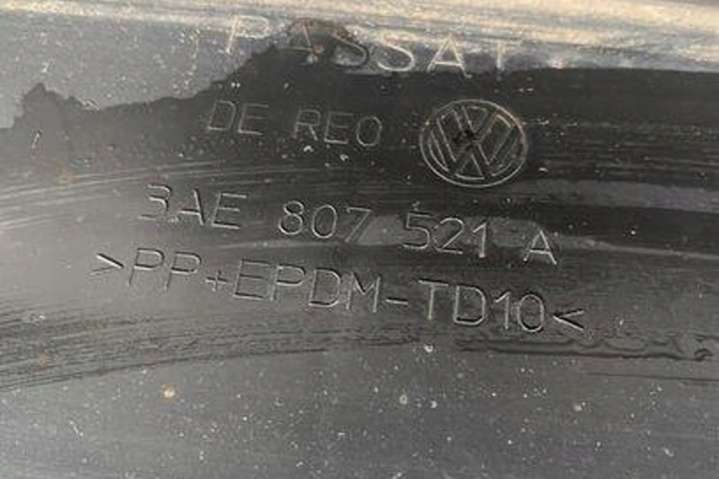 PASSAT
DE REO
3AE 807 521 A
>PP+EPDM-TD10<